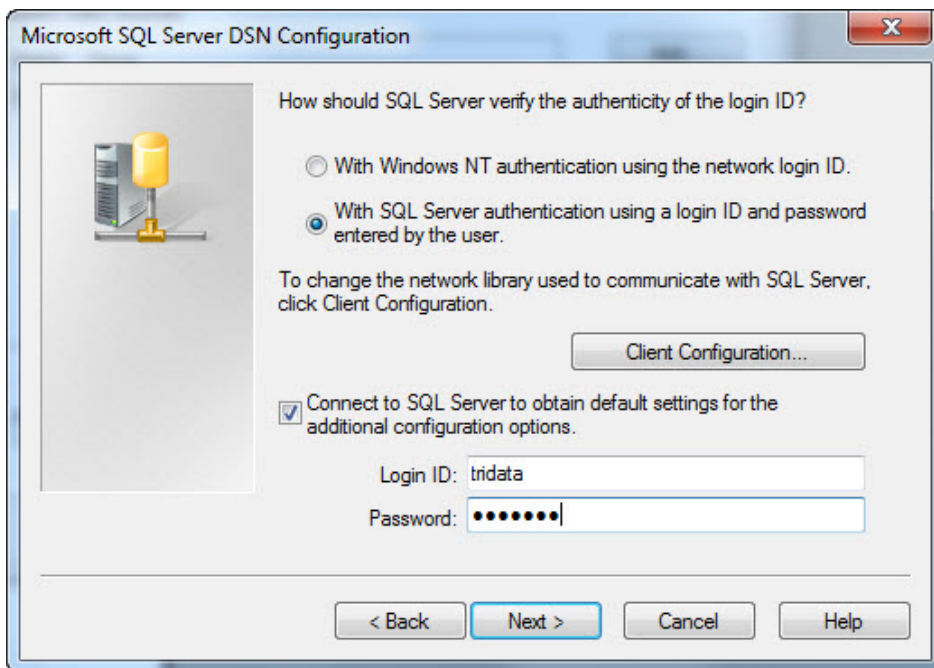 Microsoft SQL Server DSN Configuration
How should SQL Server verify the authenticity of the login ID?
With Windows NT authentication using the network login ID.
With SQL Server authentication using a login ID and password
entered by the user.
To change the network library used to communicate with SQL Server,
click Client Configuration.
Client Configuration...
Connect to SQL Server to obtain default settings for the
additional configuration options.
Login ID: tridata
Password: ●●●●●●●
< Back Next > Cancel Help